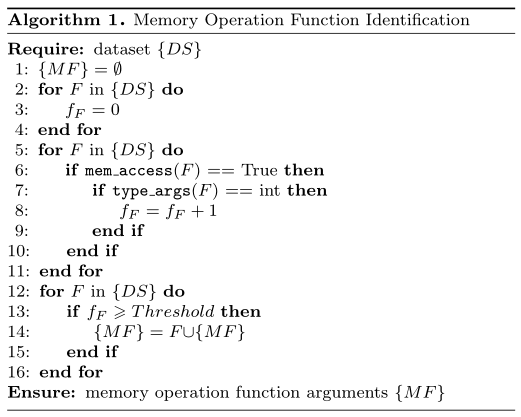 Algorithm 1. Memory Operation Function Identification
Require: dataset {DS}
1: {MF} = ∅
2: for F in {DS} do
3: f_F = 0
4: end for
5: for F in {DS} do
6: if mem_access(F) == True then
7: if type_args(F) == int then
8: f_F = f_F + 1
9: end if
10: end if
11: end for
12: for F in {DS} do
13: if f_F ⩾ Threshold then
14: {MF} = F∪{MF}
15: end if
16: end for
Ensure: memory operation function arguments {MF}